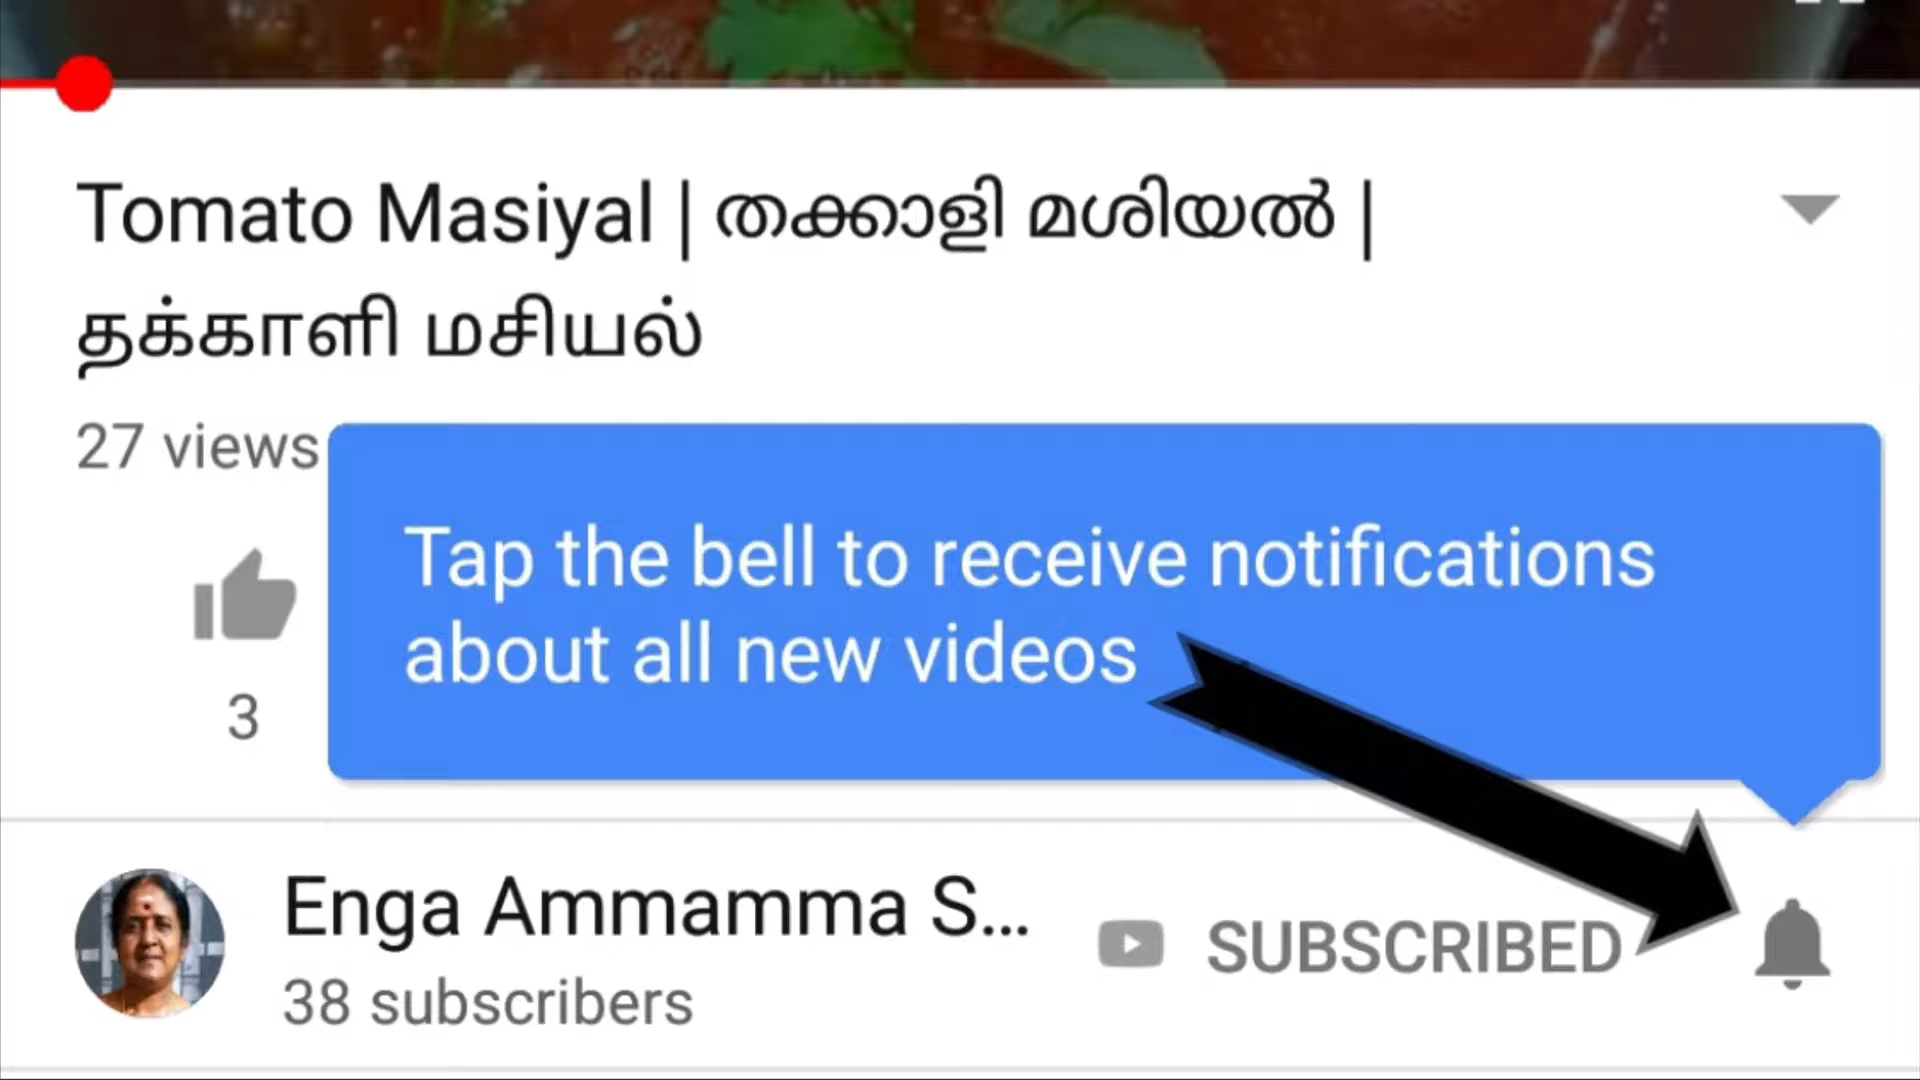 Tomato Masiyal | തക്കാളി മശിയൽ |
தக்காளி மசியல்
27 views
Tap the bell to receive notifications
about all new videos
3
Enga Ammamma S...
SUBSCRIBED
38 subscribers